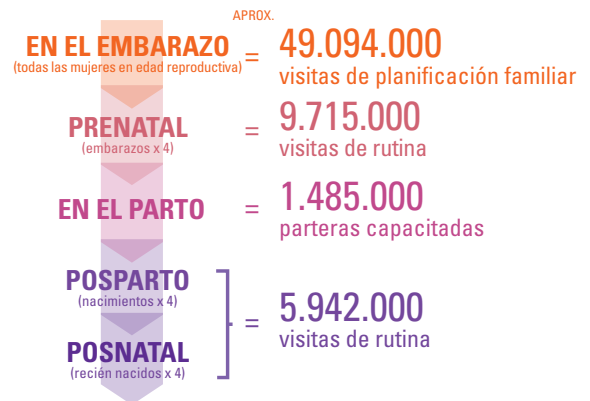 APROX.
EN EL EMBARAZO
(todas las mujeres en edad reproductiva)
= 49.094.000
visitas de planificación familiar
PRENATAL
(embarazos x 4)
= 9.715.000
visitas de rutina
EN EL PARTO
= 1.485.000
parteras capacitadas
POSPARTO
(nacimientos x 4)
POSNATAL
(recién nacidos x 4)
= 5.942.000
visitas de rutina